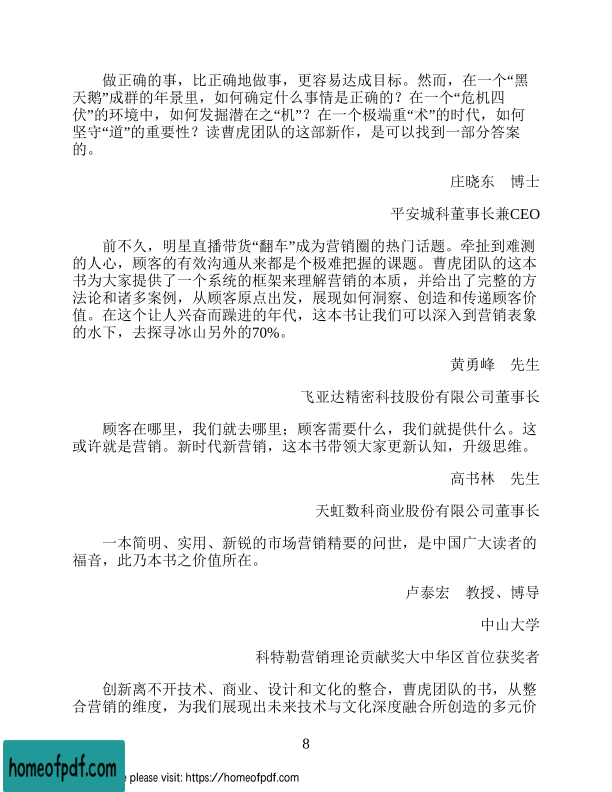 做正确的事，比正确地做事，更容易达成目标。然而，在一个“黑
天鹅”成群的年景里，如何确定什么事情是正确的？在一个“危机四
伏”的环境中，如何发掘潜在之“机”？在一个极端重“术”的时代，如何
坚守“道”的重要性？读曹虎团队的这部新作，是可以找到一部分答案
的。
庄晓东　博士
平安城科董事长兼CEO
前不久，明星直播带货“翻车”成为营销圈的热门话题。牵扯到难测
的人心，顾客的有效沟通从来都是个极难把握的课题。曹虎团队的这本
书为大家提供了一个系统的框架来理解营销的本质，并给出了完整的方
法论和诸多案例，从顾客原点出发，展现如何洞察、创造和传递顾客价
值。在这个让人兴奋而躁进的年代，这本书让我们可以深入到营销表象
的水下，去探寻冰山另外的70%。
黄勇峰　先生
飞亚达精密科技股份有限公司董事长
顾客在哪里，我们就去哪里；顾客需要什么，我们就提供什么。这
或许就是营销。新时代新营销，这本书带领大家更新认知，升级思维。
高书林　先生
天虹数科商业股份有限公司董事长
一本简明、实用、新锐的市场营销精要的问世，是中国广大读者的
福音，此乃本书之价值所在。
卢泰宏　教授、博导
中山大学
科特勒营销理论贡献奖大中华区首位获奖者
创新离不开技术、商业、设计和文化的整合，曹虎团队的书，从整
合营销的维度，为我们展现出未来技术与文化深度融合所创造的多元价
8
homeofpdf.com
please visit: https://homeofpdf.com